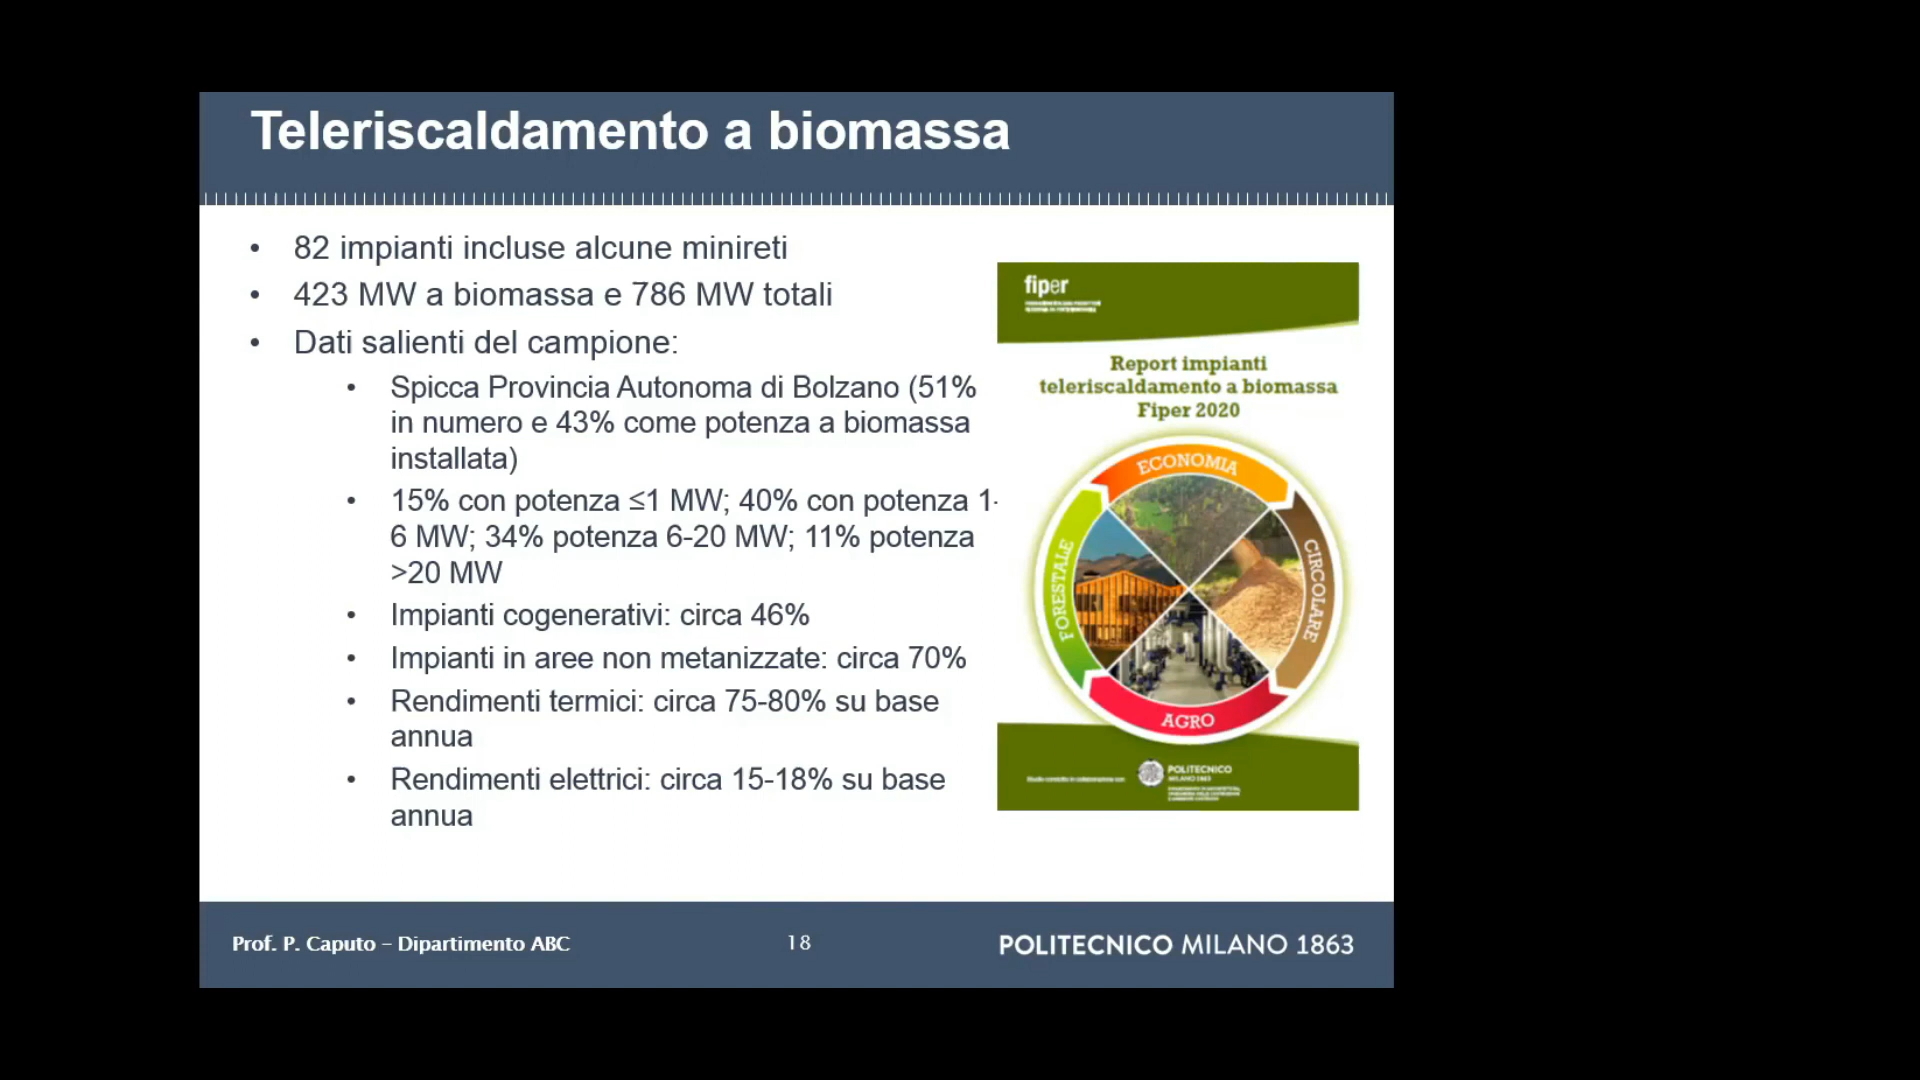 Teleriscaldamento a biomassa
• 82 impianti incluse alcune minireti
• 423 MW a biomassa e 786 MW totali
• Dati salienti del campione:
• Spicca Provincia Autonoma di Bolzano (51%
in numero e 43% come potenza a biomassa
installata)
• 15% con potenza ≤1 MW; 40% con potenza 1-
6 MW; 34% potenza 6-20 MW; 11% potenza
>20 MW
• Impianti cogenerativi: circa 46%
• Impianti in aree non metanizzate: circa 70%
• Rendimenti termici: circa 75-80% su base
annua
• Rendimenti elettrici: circa 15-18% su base
annua
fiper
Report impianti
teleriscaldamento a biomassa
Fiper 2020
ECONOMIA
CIRCOLARE
FORESTALE
AGRO
POLITECNICO
MILANO 1863
Prof. P. Caputo – Dipartimento ABC
18
POLITECNICO MILANO 1863